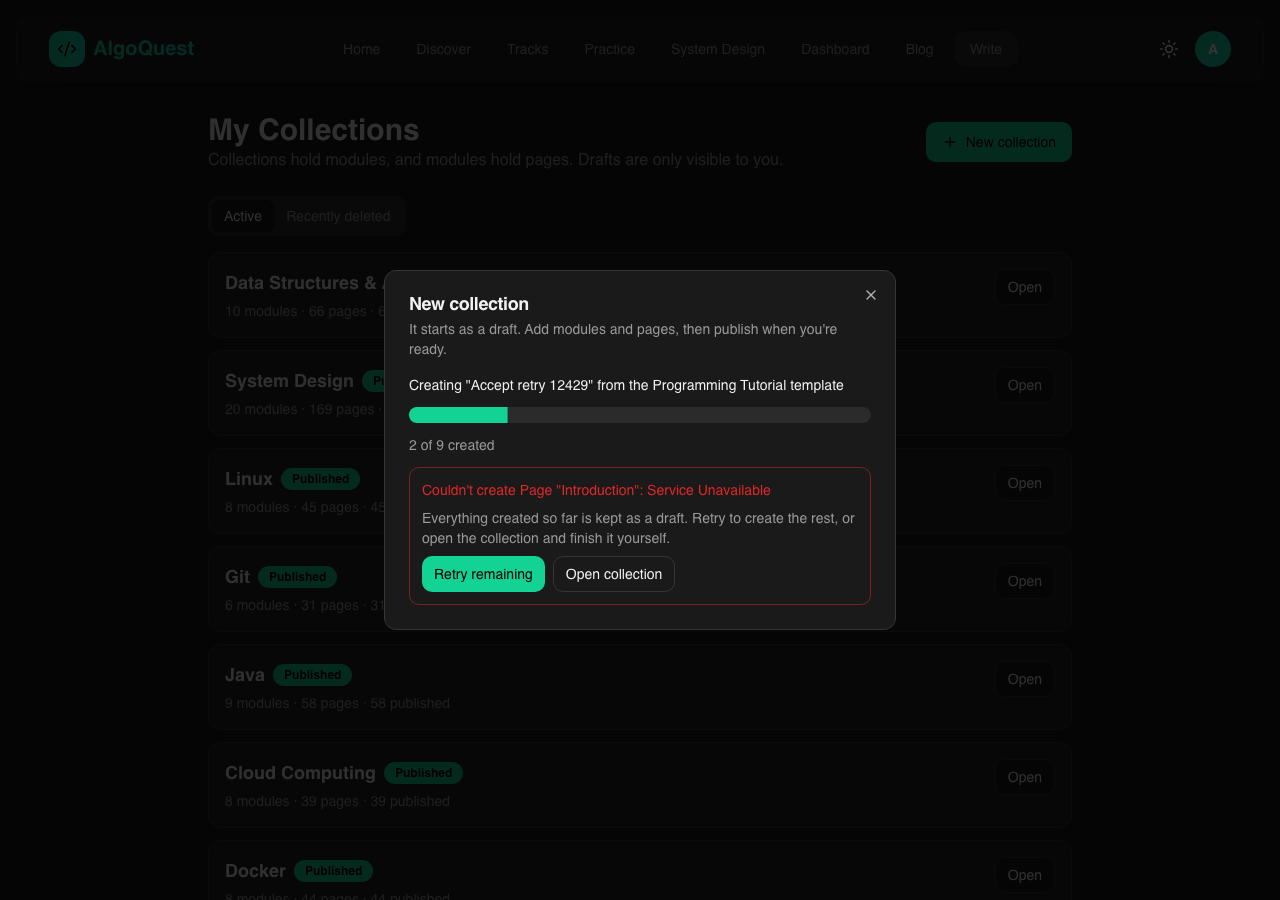 AlgoQuest
Home
Discover
Tracks
Practice
System Design
Dashboard
Blog
Write
A
My Collections
Collections hold modules, and modules hold pages. Drafts are only visible to you.
New collection
Active
Recently deleted
Data Structures &
10 modules · 66 pages ·
Open
System Design
20 modules · 169 pages ·
Open
Linux
Published
8 modules · 45 pages · 45
Open
Git
Published
6 modules · 31 pages · 31
Open
Java
Published
9 modules · 58 pages · 58 published
Open
Cloud Computing
Published
8 modules · 39 pages · 39 published
Open
Docker
Published
8 modules · 44 pages · 44 published
Open
New collection
It starts as a draft. Add modules and pages, then publish when you're
ready.
Creating "Accept retry 12429" from the Programming Tutorial template
2 of 9 created
Couldn't create Page "Introduction": Service Unavailable
Everything created so far is kept as a draft. Retry to create the rest, or
open the collection and finish it yourself.
Retry remaining
Open collection